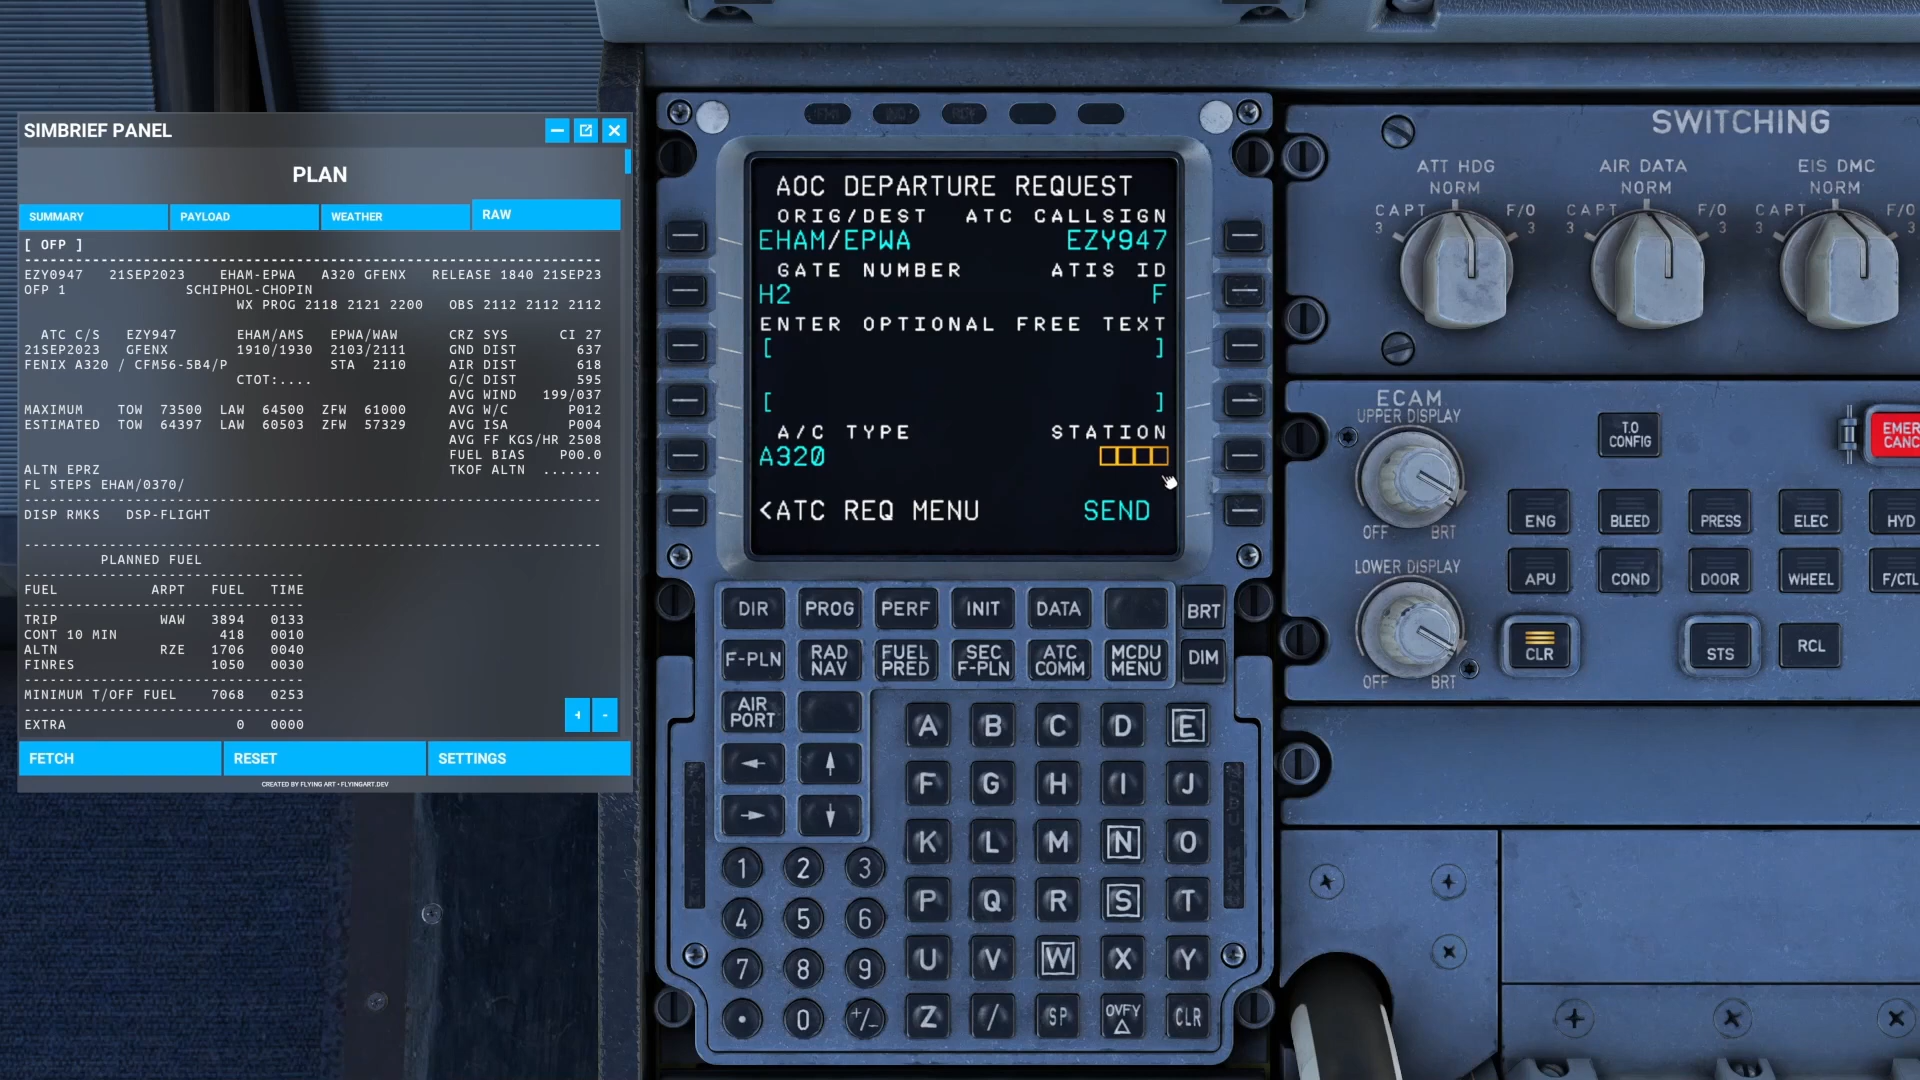 SIMBRIEF PANEL
PLAN
SUMMARY PAYLOAD WEATHER RAW
[ OFP ]
--------------------------------------------------------------------
EZY0947 21SEP2023 EHAM-EPWA A320 GFENX RELEASE 1840 21SEP23
OFP 1 SCHIPHOL-CHOPIN
WX PROG 2118 2121 2200 OBS 2112 2112 2112
ATC C/S EZY947 EHAM/AMS EPWA/WAW CRZ SYS CI 27
21SEP2023 GFENX 1910/1930 2103/2111 GND DIST 637
FENIX A320 / CFM56-5B4/P STA 2110 AIR DIST 618
CTOT:.... G/C DIST 595
AVG WIND 199/037
MAXIMUM TOW 73500 LAW 64500 ZFW 61000 AVG W/C P012
ESTIMATED TOW 64397 LAW 60503 ZFW 57329 AVG ISA P004
AVG FF KGS/HR 2508
FUEL BIAS P00.0
ALTN EPRZ TKOF ALTN .......
FL STEPS EHAM/0370/
--------------------------------------------------------------------
DISP RMKS DSP-FLIGHT
--------------------------------------------------------------------
PLANNED FUEL
---------------------------------
FUEL ARPT FUEL TIME
---------------------------------
TRIP WAW 3894 0133
CONT 10 MIN 418 0010
ALTN RZE 1706 0040
FINRES 1050 0030
---------------------------------
MINIMUM T/OFF FUEL 7068 0253
---------------------------------
EXTRA 0 0000
+ -
FETCH RESET SETTINGS
CREATED BY FLYING ART • FLYINGART.DEV
AOC DEPARTURE REQUEST
ORIG/DEST ATC CALLSIGN
EHAM/EPWA EZY947
GATE NUMBER ATIS ID
H2 F
ENTER OPTIONAL FREE TEXT
[ ]
[ ]
A/C TYPE STATION
A320
<ATC REQ MENU SEND
DIR PROG PERF INIT DATA BRT
F-PLN RAD NAV FUEL PRED SEC F-PLN ATC COMM MCDU MENU DIM
AIR PORT
← ↑
→ ↓
A B C D E
F G H I J
K L M N O
P Q R S T
U V W X Y
Z / SP OVFY Δ CLR
1 2 3
4 5 6
7 8 9
. 0 +/-
SWITCHING
ATT HDG AIR DATA EIS DMC
NORM NORM NORM
CAPT 3 F/O 3 CAPT 3 F/O 3 CAPT 3 F/O 3
ECAM
UPPER DISPLAY
OFF BRT
LOWER DISPLAY
OFF BRT
T.O CONFIG
EMER CANC
ENG BLEED PRESS ELEC HYD
APU COND DOOR WHEEL F/CTL
CLR STS RCL